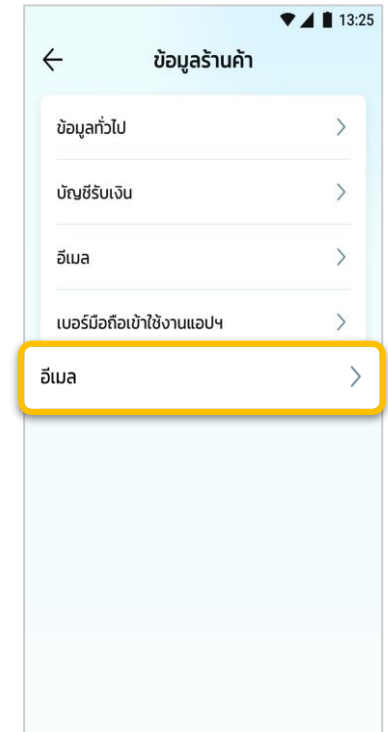 13:25
ข้อมูลร้านค้า
ข้อมูลทั่วไป
บัญชีรับเงิน
อีเมล
เบอร์มือถือเข้าใช้งานแอปฯ
อีเมล